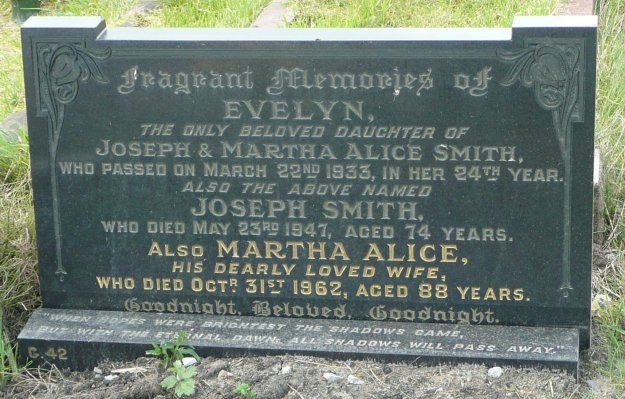 Fragrant Memories of
EVELYN,
THE ONLY BELOVED DAUGHTER OF
JOSEPH & MARTHA ALICE SMITH,
WHO PASSED ON MARCH 22ND 1933, IN HER 24TH YEAR.
ALSO THE ABOVE NAMED
JOSEPH SMITH,
WHO DIED MAY 23RD 1947, AGED 74 YEARS.
ALSO MARTHA ALICE,
HIS DEARLY LOVED WIFE,
WHO DIED OCTR 31ST 1962, AGED 88 YEARS.
Goodnight, Beloved, Goodnight.
WERE BRIGHTEST THE SHADOWS CAME,
BUT WITH THE ETERNAL DAWN, ALL SHADOWS WILL PASS AWAY.
G. 42